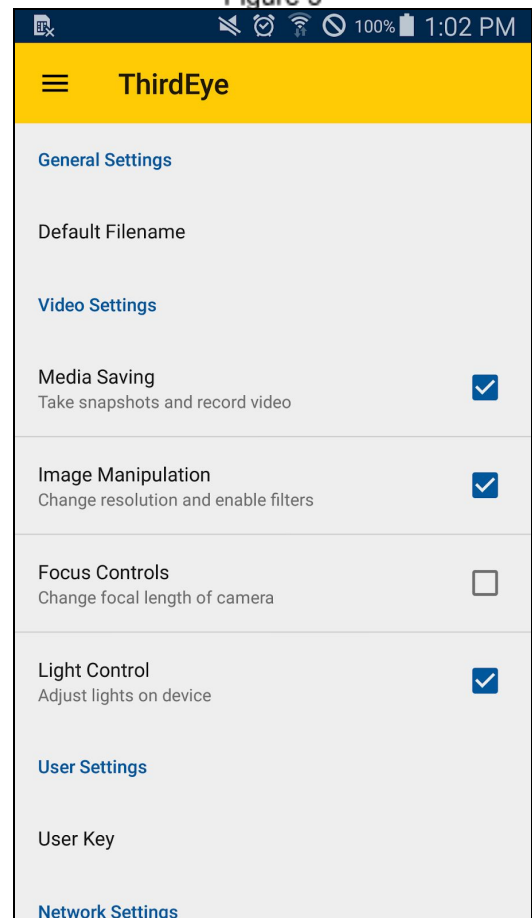 100% 1:02 PM
ThirdEye
General Settings
Default Filename
Video Settings
Media Saving
Take snapshots and record video
Image Manipulation
Change resolution and enable filters
Focus Controls
Change focal length of camera
Light Control
Adjust lights on device
User Settings
User Key
Network Settings